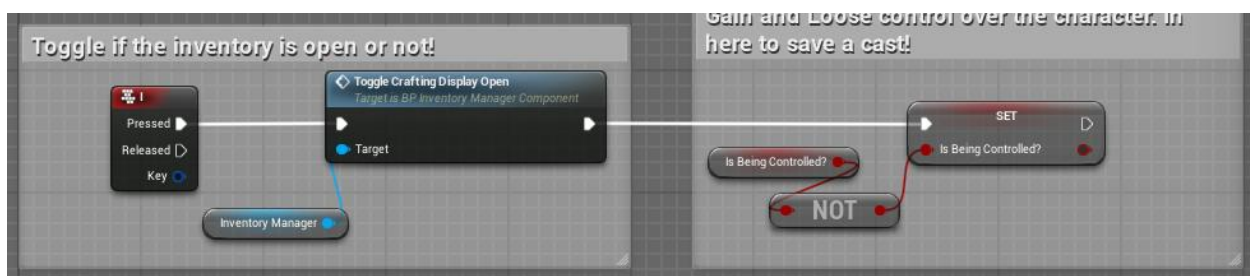 Toggle if the inventory is open or not!
I
Pressed
Released
Key
Toggle Crafting Display Open
Target is BP Inventory Manager Component
Target
Inventory Manager
Gain and Loose control over the character. In
here to save a cast!
Is Being Controlled?
NOT
SET
Is Being Controlled?